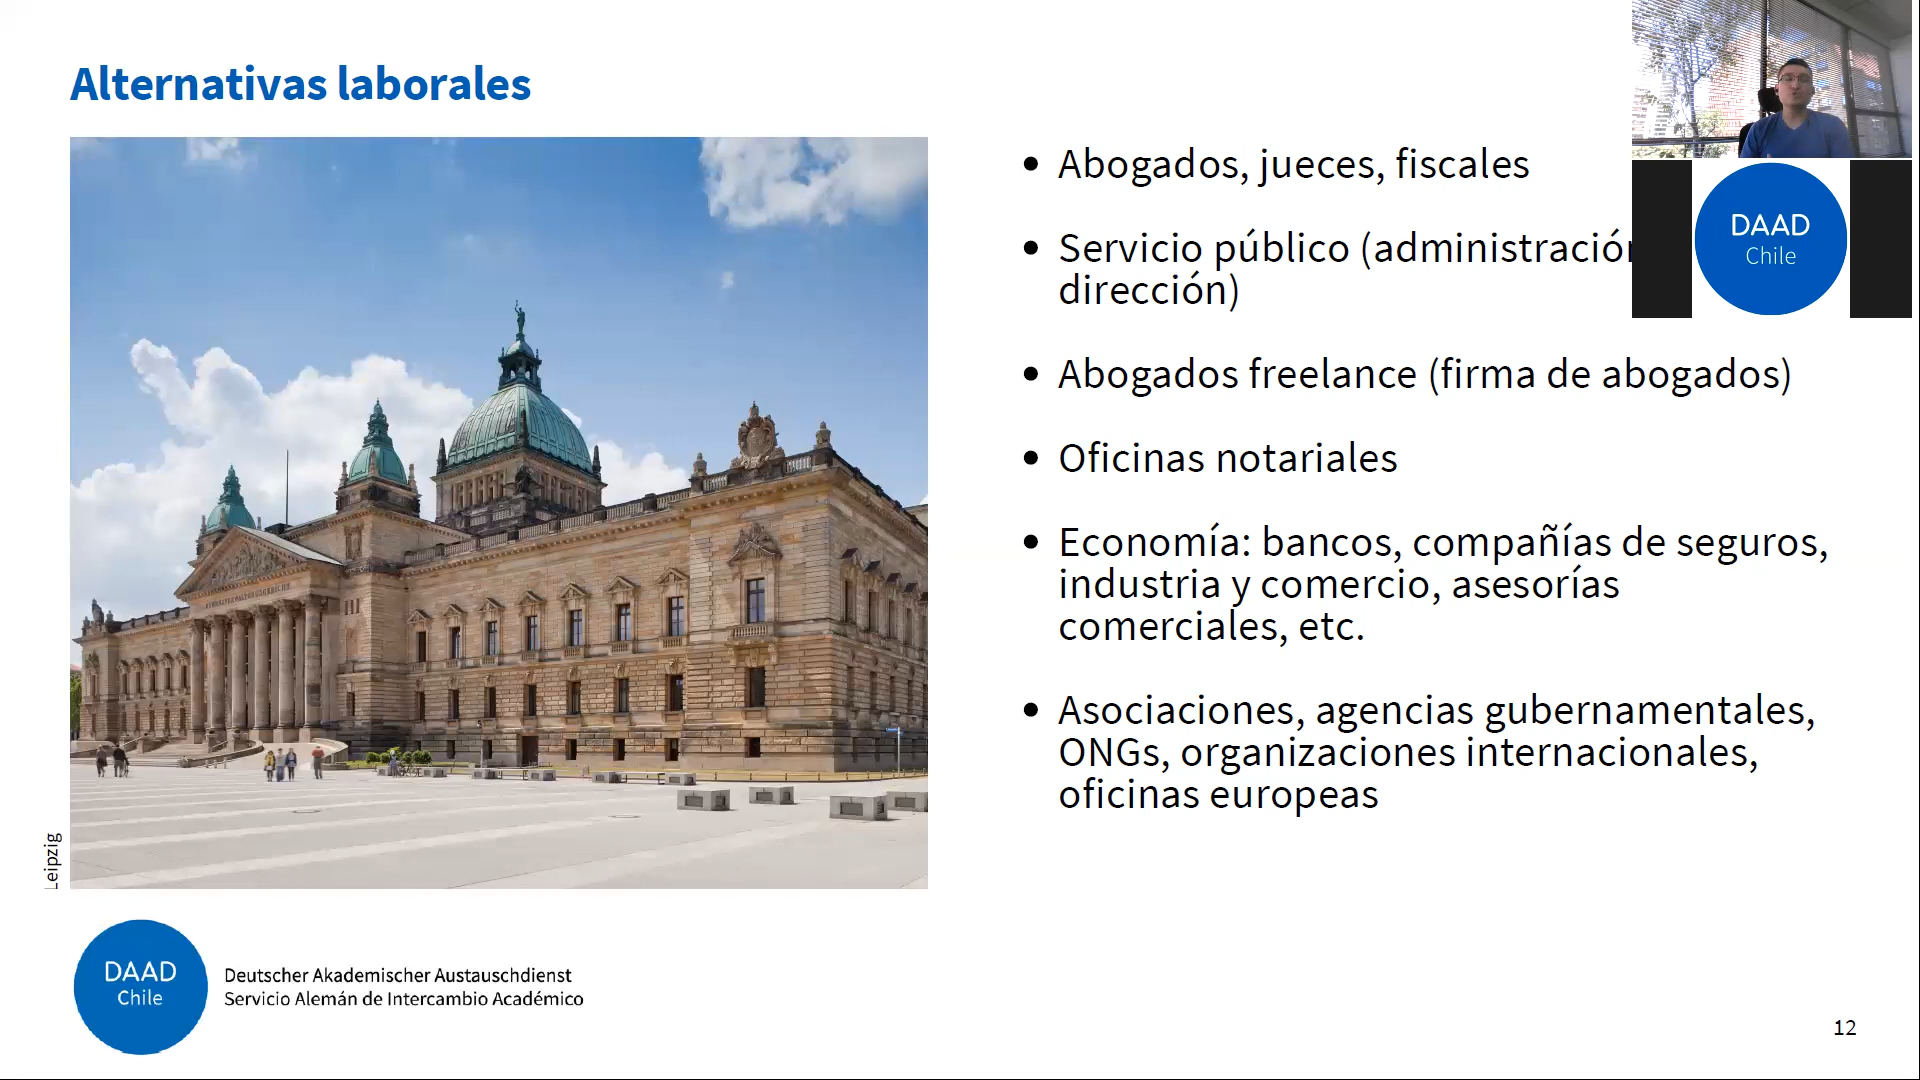 Alternativas laborales
• Abogados, jueces, fiscales
• Servicio público (administración
dirección)
• Abogados freelance (firma de abogados)
• Oficinas notariales
• Economía: bancos, compañías de seguros,
industria y comercio, asesorías
comerciales, etc.
• Asociaciones, agencias gubernamentales,
ONGs, organizaciones internacionales,
oficinas europeas
DAAD
Chile
Leipzig
DAAD
Chile
Deutscher Akademischer Austauschdienst
Servicio Alemán de Intercambio Académico
12